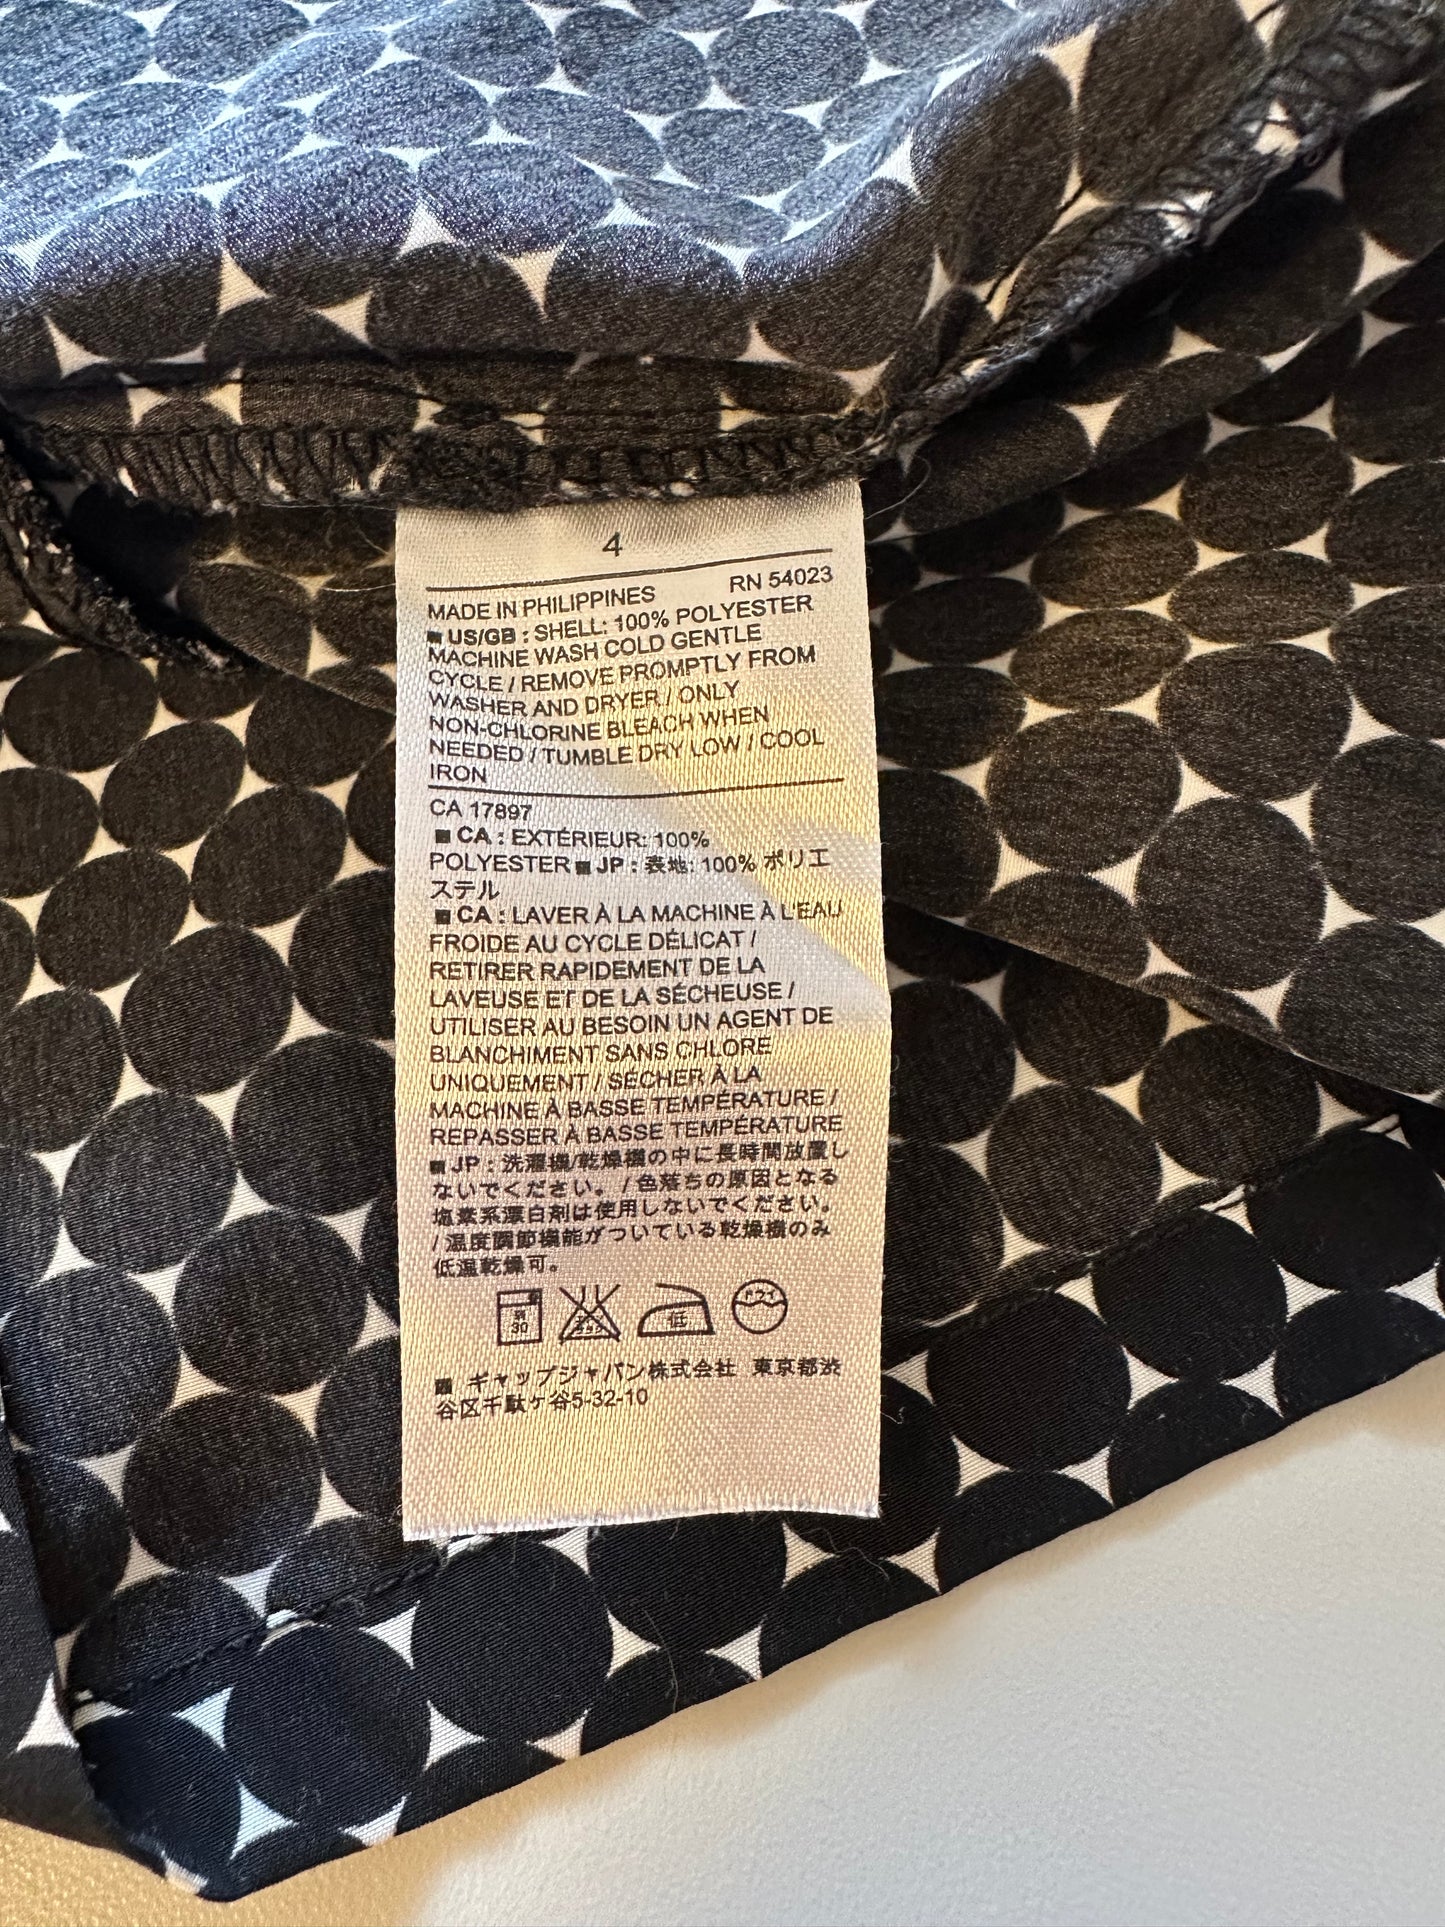 4
MADE IN PHILIPPINES RN 54023
■ US/GB : SHELL: 100% POLYESTER
MACHINE WASH COLD GENTLE
CYCLE / REMOVE PROMPTLY FROM
WASHER AND DRYER / ONLY
NON-CHLORINE BLEACH WHEN
NEEDED / TUMBLE DRY LOW / COOL
IRON
CA 17897
■ CA : EXTÉRIEUR: 100%
POLYESTER ■ JP : 表地: 100% ポリエ
ステル
■ CA : LAVER À LA MACHINE À L'EAU
FROIDE AU CYCLE DÉLICAT /
RETIRER RAPIDEMENT DE LA
LAVEUSE ET DE LA SÉCHEUSE /
UTILISER AU BESOIN UN AGENT DE
BLANCHIMENT SANS CHLORE
UNIQUEMENT / SÉCHER À LA
MACHINE À BASSE TEMPÉRATURE /
REPASSER À BASSE TEMPÉRATURE
■ JP : 洗濯機/乾燥機の中に長時間放置し
ないでください。 / 色落ちの原因となる
塩素系漂白剤は使用しないでください。
/ 温度調節機能がついている乾燥機のみ
低温乾燥可。
弱 30 低 ドライ
■ ギャップジャパン株式会社 東京都渋
谷区千駄ヶ谷5-32-10